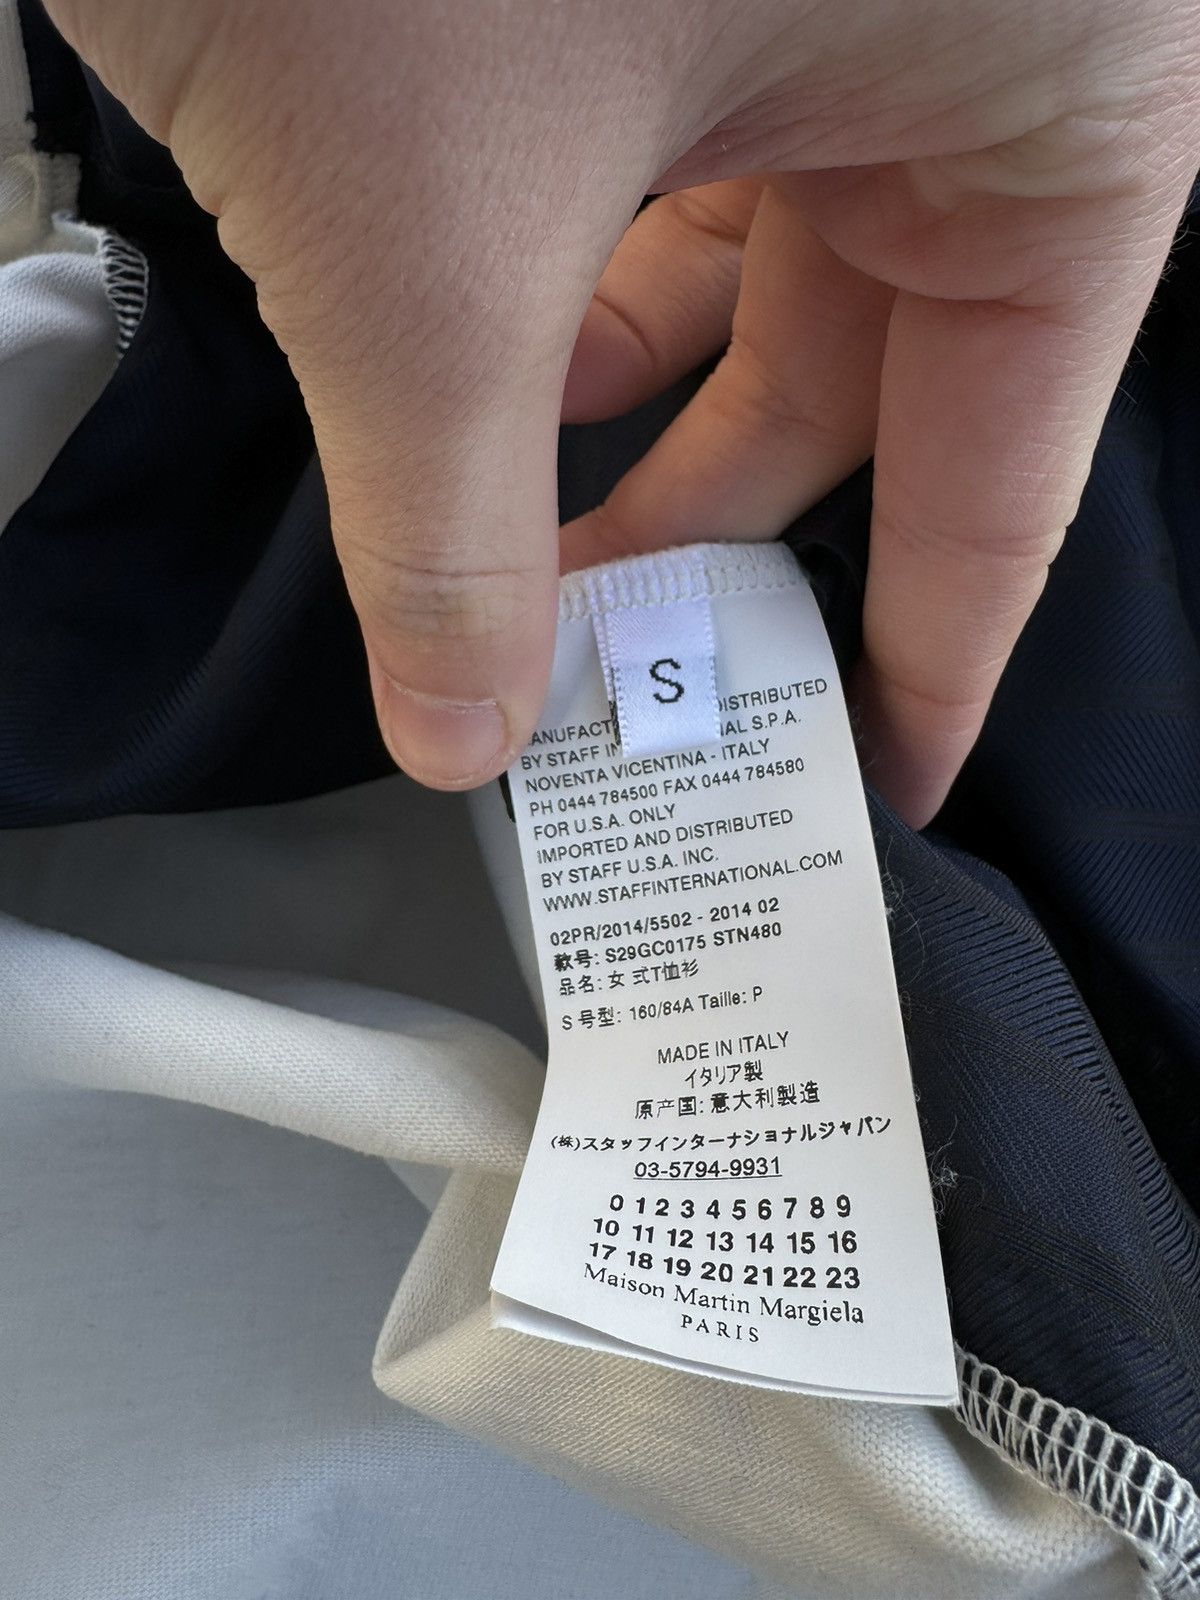 S
DISTRIBUTED
BY STAFF S.P.A.
NOVENTA VICENTINA - ITALY
PH 0444 784500 FAX 0444 784580
FOR U.S.A. ONLY
IMPORTED AND DISTRIBUTED
BY STAFF U.S.A. INC.
WWW.STAFFINTERNATIONAL.COM
02PR/2014/5502 - 2014 02
款号: S29GC0175 STN480
品名: 女 式T恤衫
S 号型: 160/84A Taille: P
MADE IN ITALY
イタリア製
原产国: 意大利製造
(株)スタッフインターナショナルジャパン
03-5794-9931
0 1 2 3 4 5 6 7 8 9
10 11 12 13 14 15 16
17 18 19 20 21 22 23
Maison Martin Margiela
PARIS